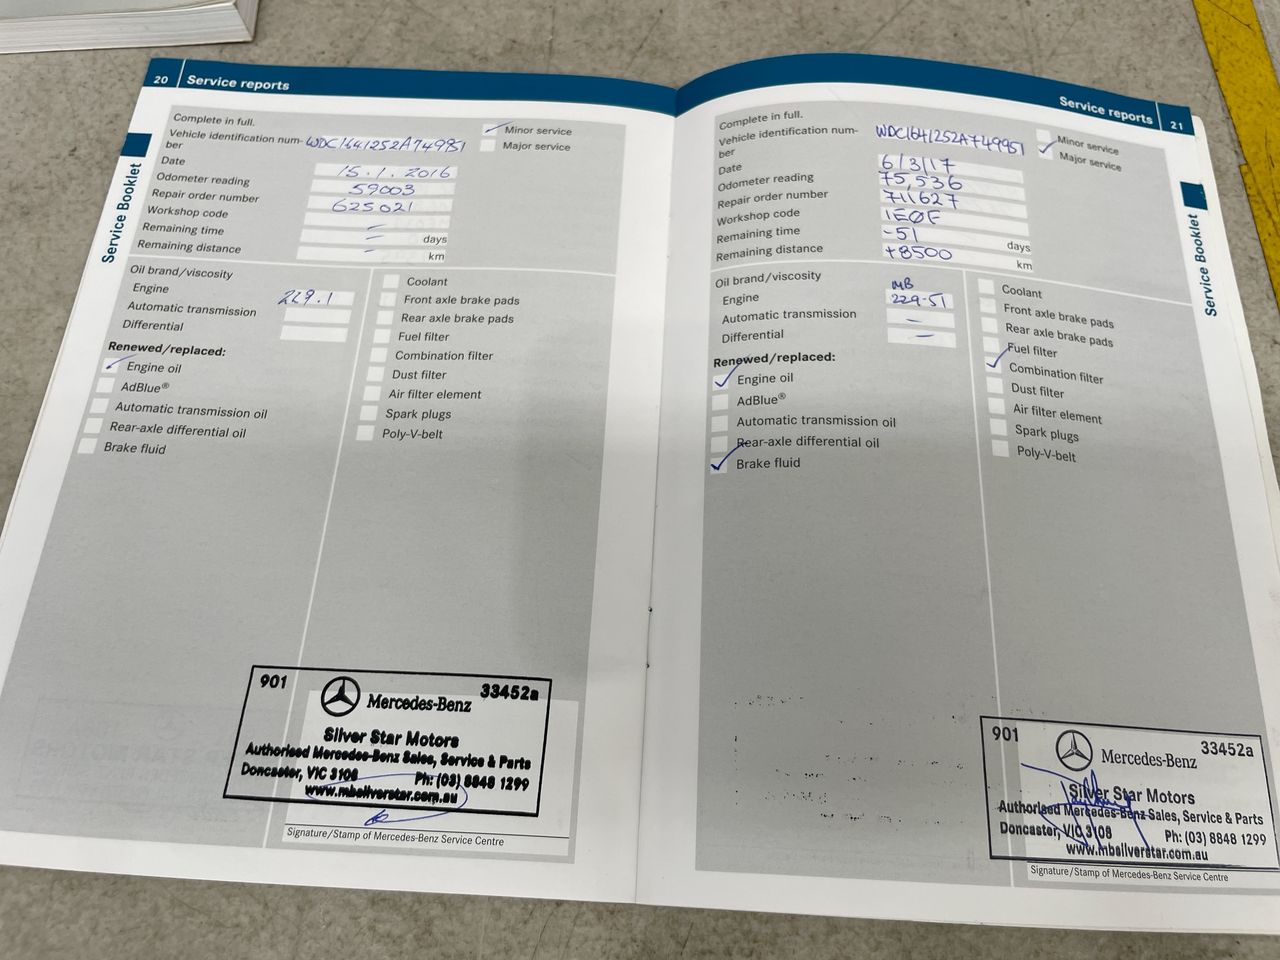 20 Service reports
Complete in full.
Vehicle identification num-
ber WDC1641252A749951
Minor service
Major service
Date 15.1.2016
Odometer reading 59003
Repair order number 625021
Workshop code –
Remaining time – days
Remaining distance – km
Oil brand/viscosity
Engine 229.1
Automatic transmission
Differential
Renewed/replaced:
Engine oil
AdBlue®
Automatic transmission oil
Rear-axle differential oil
Brake fluid
Coolant
Front axle brake pads
Rear axle brake pads
Fuel filter
Combination filter
Dust filter
Air filter element
Spark plugs
Poly-V-belt
Service Booklet
901 33452a
Mercedes-Benz
Silver Star Motors
Authorised Mercedes-Benz Sales, Service & Parts
Doncaster, VIC 3108 Ph: (03) 8848 1299
www.mbsilverstar.com.au
Signature/Stamp of Mercedes-Benz Service Centre
Service reports 21
Complete in full.
Vehicle identification num-
ber WDC1641252A749951
Minor service
Major service
Date 6/3/17
Odometer reading 75,536
Repair order number 711627
Workshop code 1EØF
Remaining time -51 days
Remaining distance +8500 km
Oil brand/viscosity MB
Engine 229.51
Automatic transmission –
Differential –
Renewed/replaced:
Engine oil
AdBlue®
Automatic transmission oil
Rear-axle differential oil
Brake fluid
Coolant
Front axle brake pads
Rear axle brake pads
Fuel filter
Combination filter
Dust filter
Air filter element
Spark plugs
Poly-V-belt
Service Booklet
901 33452a
Mercedes-Benz
Silver Star Motors
Authorised Mercedes-Benz Sales, Service & Parts
Doncaster, VIC 3108 Ph: (03) 8848 1299
www.mbsilverstar.com.au
Signature/Stamp of Mercedes-Benz Service Centre